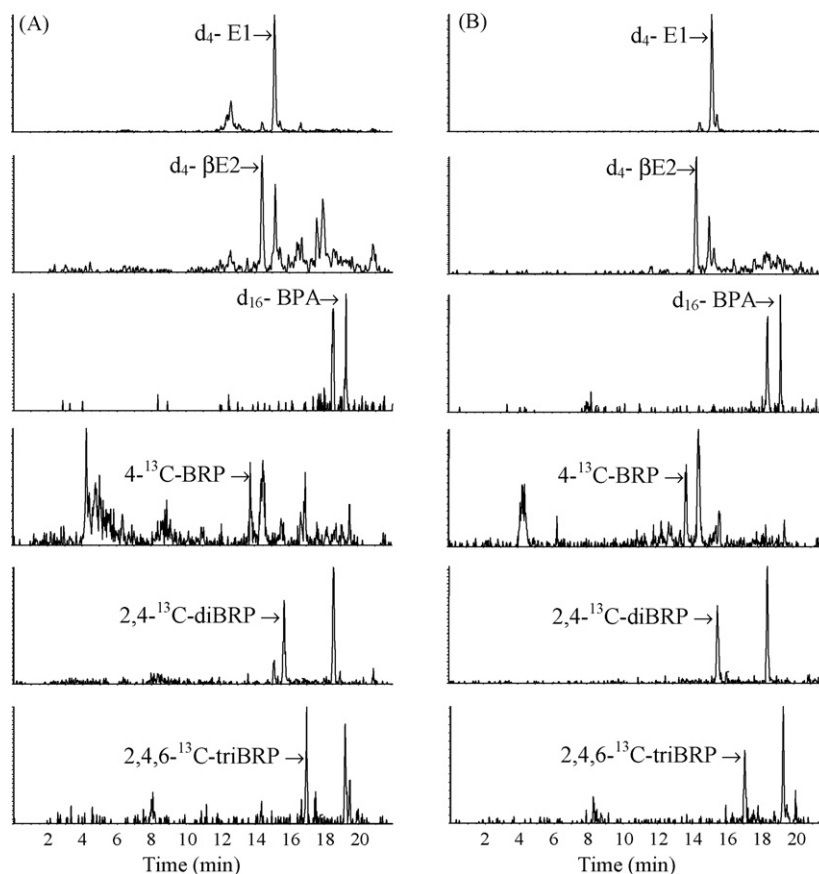 (A)
d₄- E1→
d₄- βE2→
d₁₆- BPA→
4-¹³C-BRP→
2,4-¹³C-diBRP→
2,4,6-¹³C-triBRP→
2 4 6 8 10 12 14 16 18 20
Time (min)
(B)
d₄- E1→
d₄- βE2→
d₁₆- BPA→
4-¹³C-BRP→
2,4-¹³C-diBRP→
2,4,6-¹³C-triBRP→
2 4 6 8 10 12 14 16 18 20
Time (min)